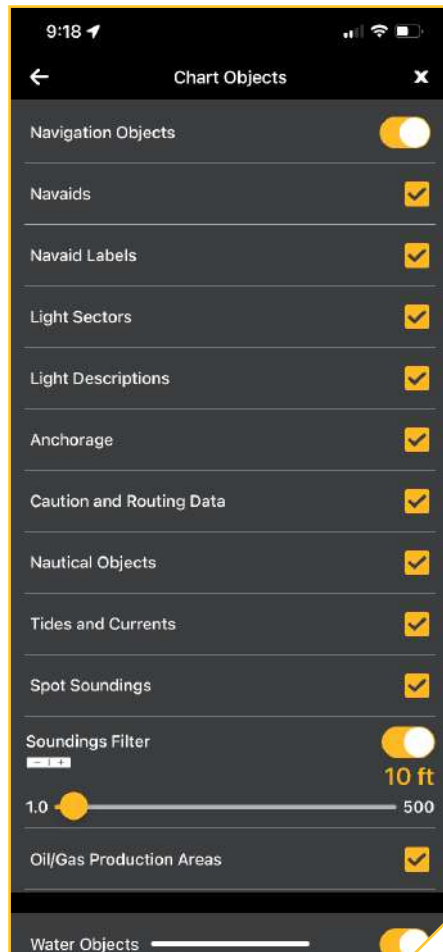 9:18
Chart Objects
Navigation Objects
Navaids
Navaid Labels
Light Sectors
Light Descriptions
Anchorage
Caution and Routing Data
Nautical Objects
Tides and Currents
Spot Soundings
Soundings Filter
10 ft
1.0 500
Oil/Gas Production Areas
Water Objects